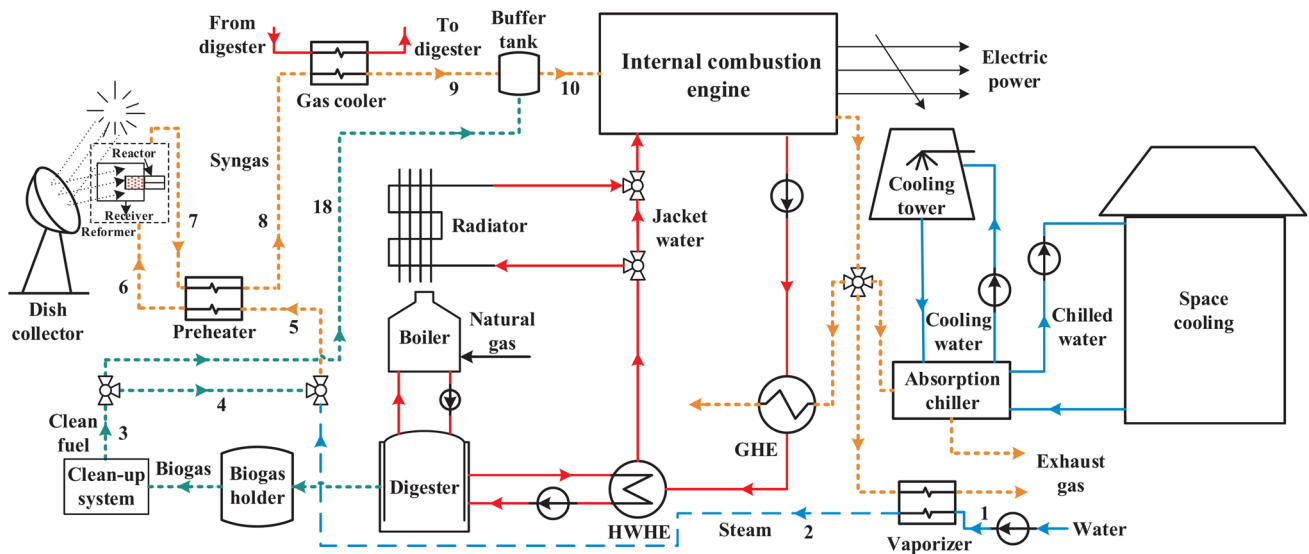 From
digester
To
digester
Buffer
tank
Gas cooler
9
10
Internal combustion
engine
Electric
power
Reactor
Receiver
Reformer
Syngas
7
8
18
6
5
Preheater
Dish
collector
Radiator
Jacket
water
Cooling
tower
Cooling
water
Chilled
water
Space
cooling
Boiler
Natural
gas
Absorption
chiller
Exhaust
gas
GHE
4
3
Clean
fuel
Clean-up
system
Biogas
Biogas
holder
Digester
HWHE
Steam
2
1
Water
Vaporizer